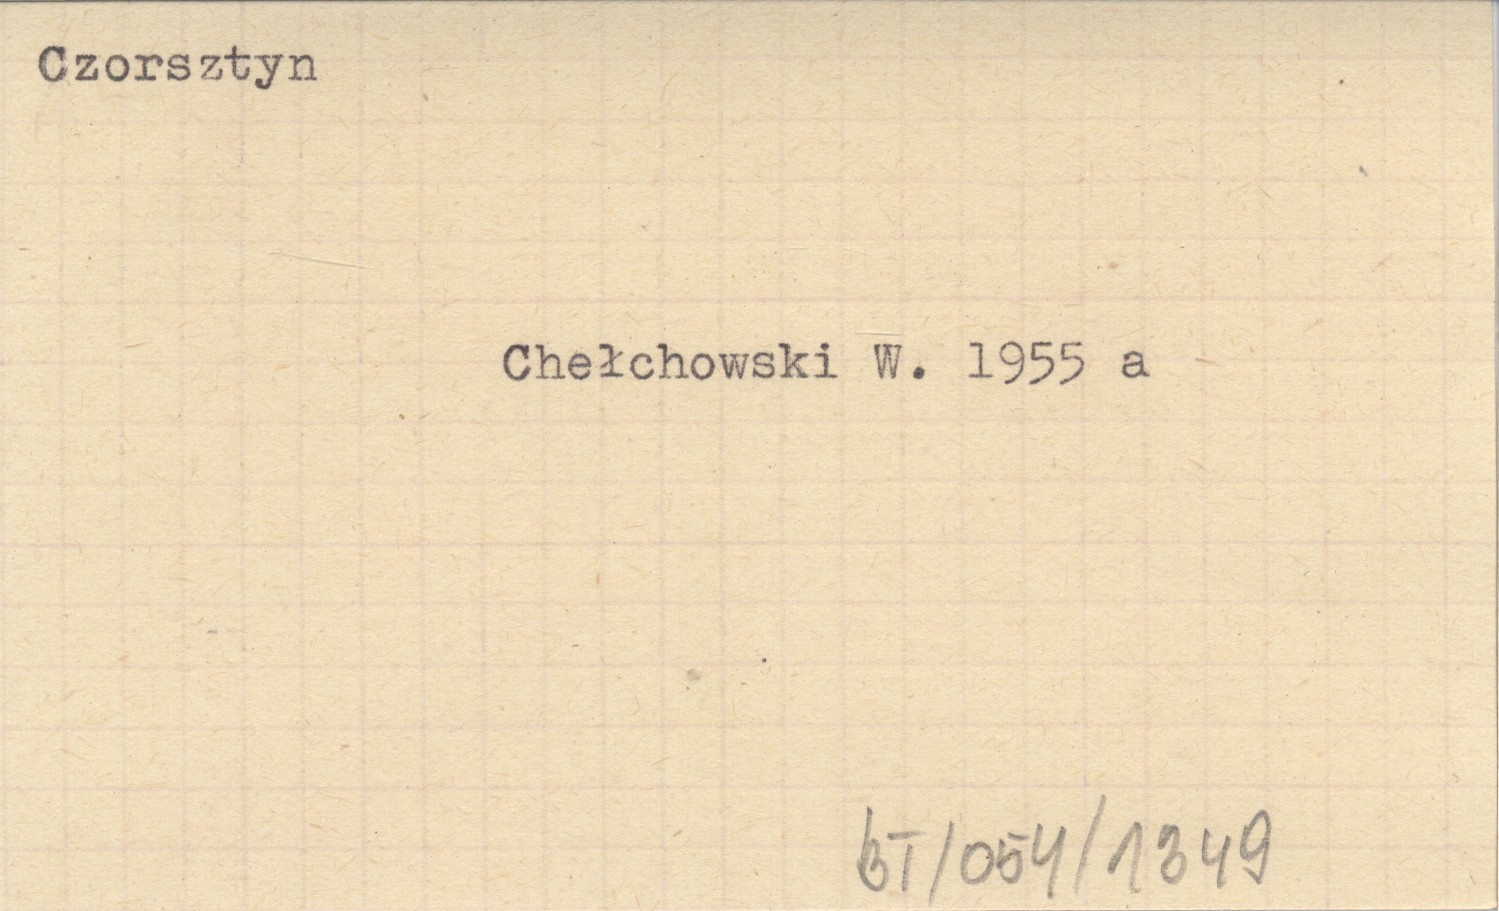 Czorsztyn
Chełchowski W. 1955 a
BT/054/1349